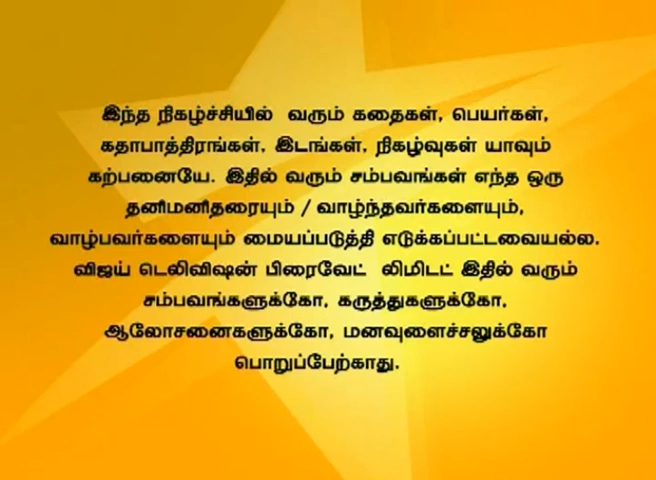 இந்த நிகழ்ச்சியில் வரும் கதைகள், பெயர்கள்,
கதாபாத்திரங்கள், இடங்கள், நிகழ்வுகள் யாவும்
கற்பனையே. இதில் வரும் சம்பவங்கள் எந்த ஒரு
தனிமனிதரையும் / வாழ்ந்தவர்களையும்,
வாழ்பவர்களையும் மையப்படுத்தி எடுக்கப்பட்டவையல்ல.
விஜய் டெலிவிஷன் பிரைவேட் லிமிடட் இதில் வரும்
சம்பவங்களுக்கோ, கருத்துகளுக்கோ,
ஆலோசனைகளுக்கோ, மனவுளைச்சலுக்கோ
பொறுப்பேற்காது.